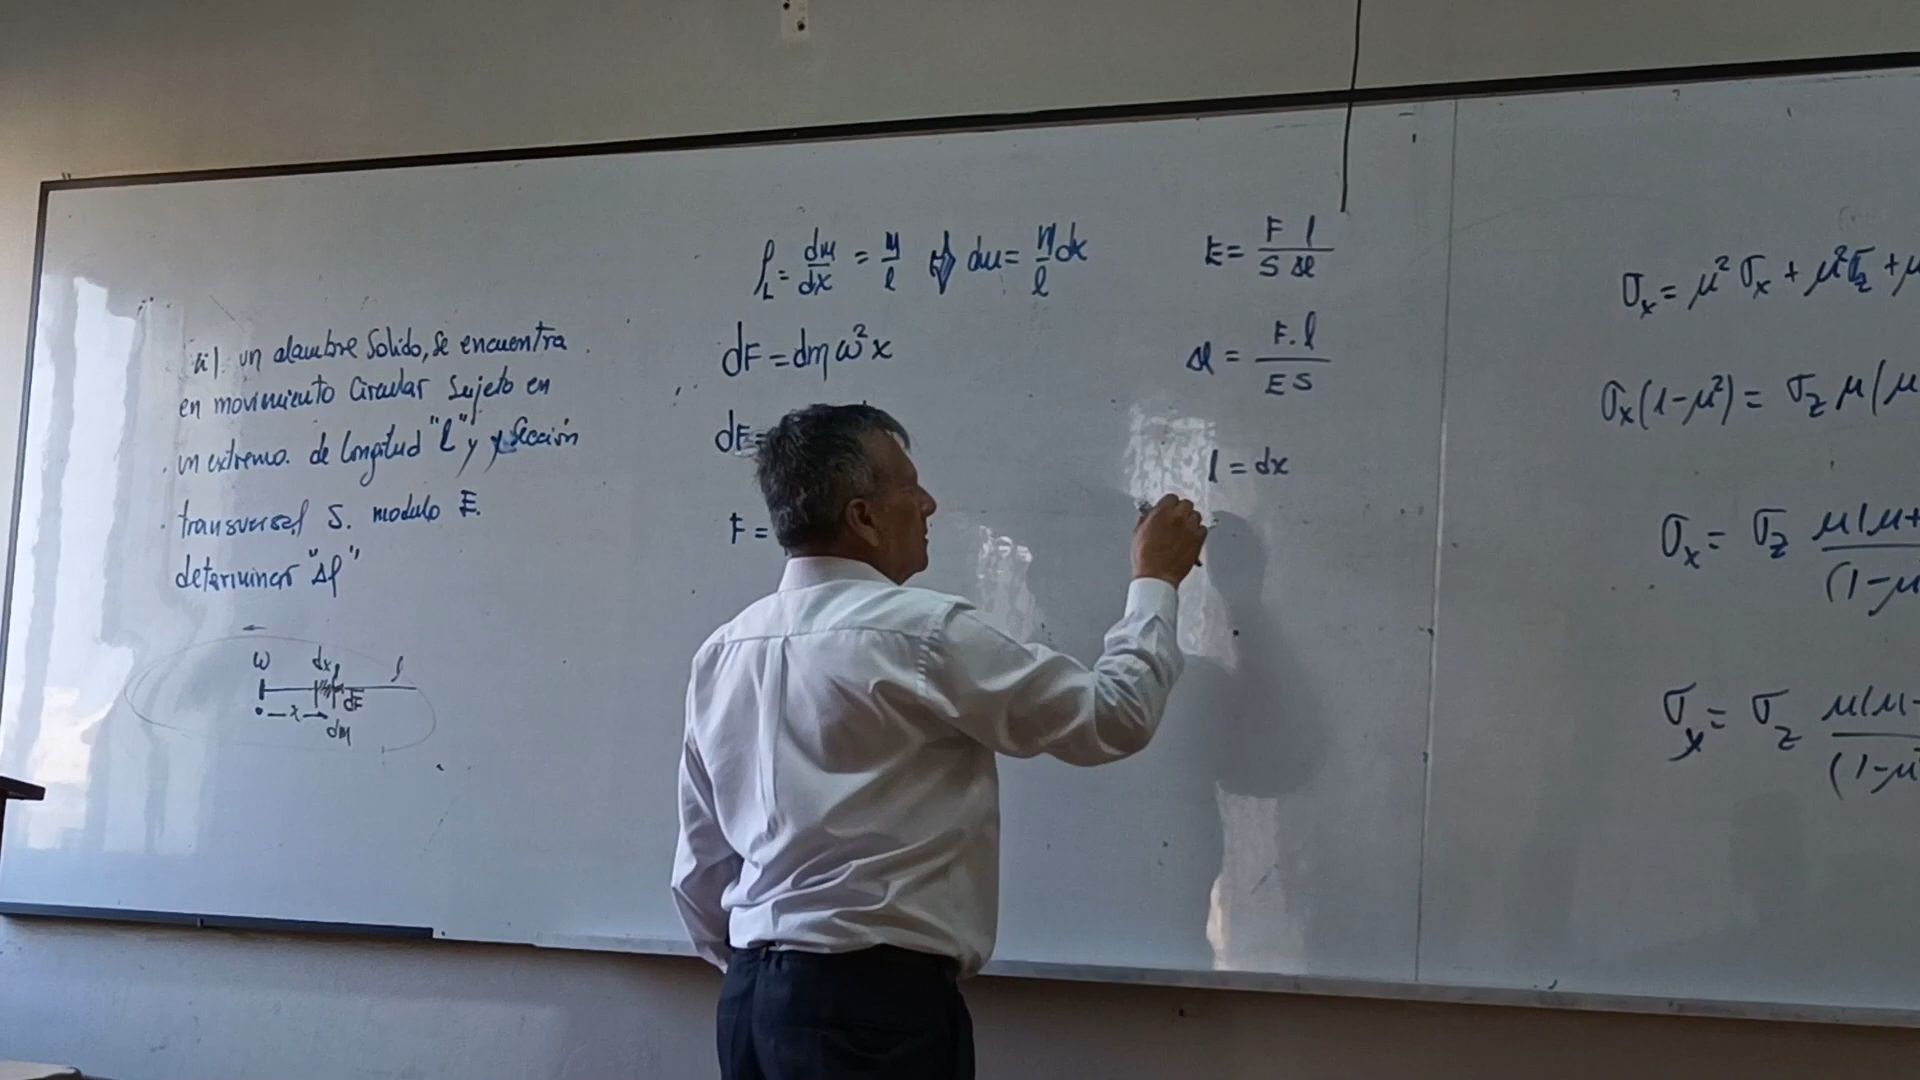 un alambre Solido, se encuentra
en movimiento Circular Sujeto en
un extremo. de longitud "l" y sección
transversal S. modulo E.
determinar "Δl"
ω dx l
x dF
dm
ρL = dm/dx = m/l ⇒ dm = m/l dx
dF = dm ω² x
dF =
F =
E = F l / S Δl
Δl = F. l / E S
l = dx
σx = μ² σx + μ² σz + μ
σx (1-μ²) = σz μ(μ
σx = σz μ(μ+ / (1-μ
σx = σz μ(μ+ / (1-μ²